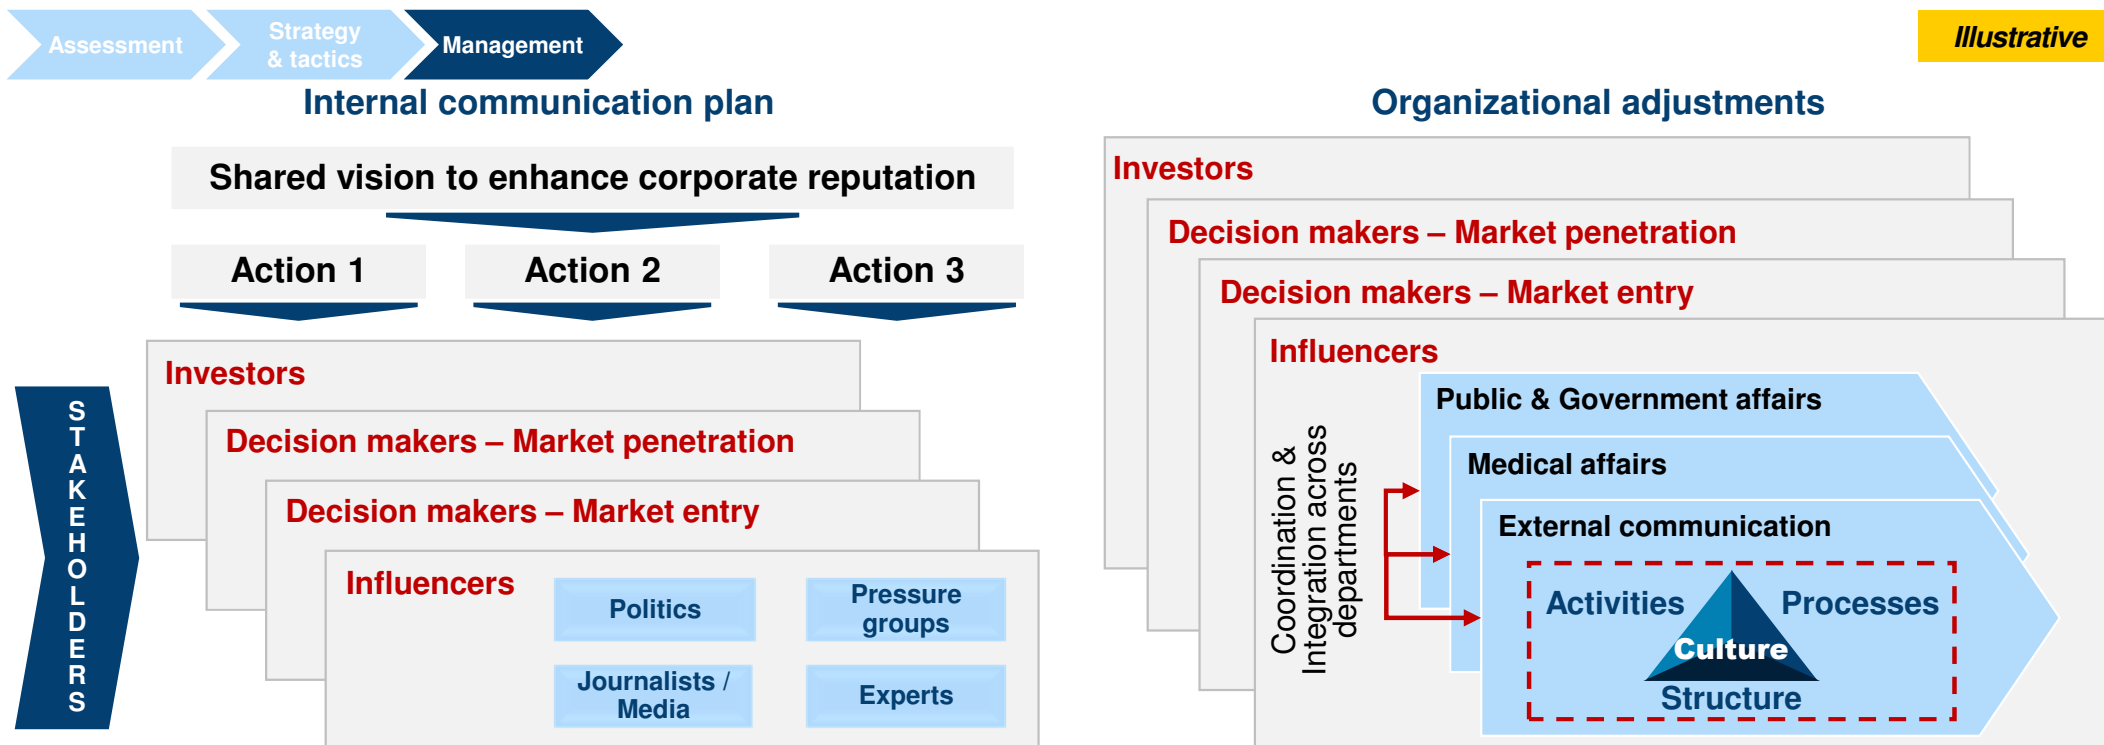 Assessment
Strategy
& tactics
Management
Illustrative
Internal communication plan
Shared vision to enhance corporate reputation
Action 1
Action 2
Action 3
STAKEHOLDERS
Investors
Decision makers – Market penetration
Decision makers – Market entry
Influencers
Politics
Pressure
groups
Journalists /
Media
Experts
Organizational adjustments
Investors
Decision makers – Market penetration
Decision makers – Market entry
Influencers
Coordination &
Integration across
departments
Public & Government affairs
Medical affairs
External communication
Activities
Processes
Culture
Structure